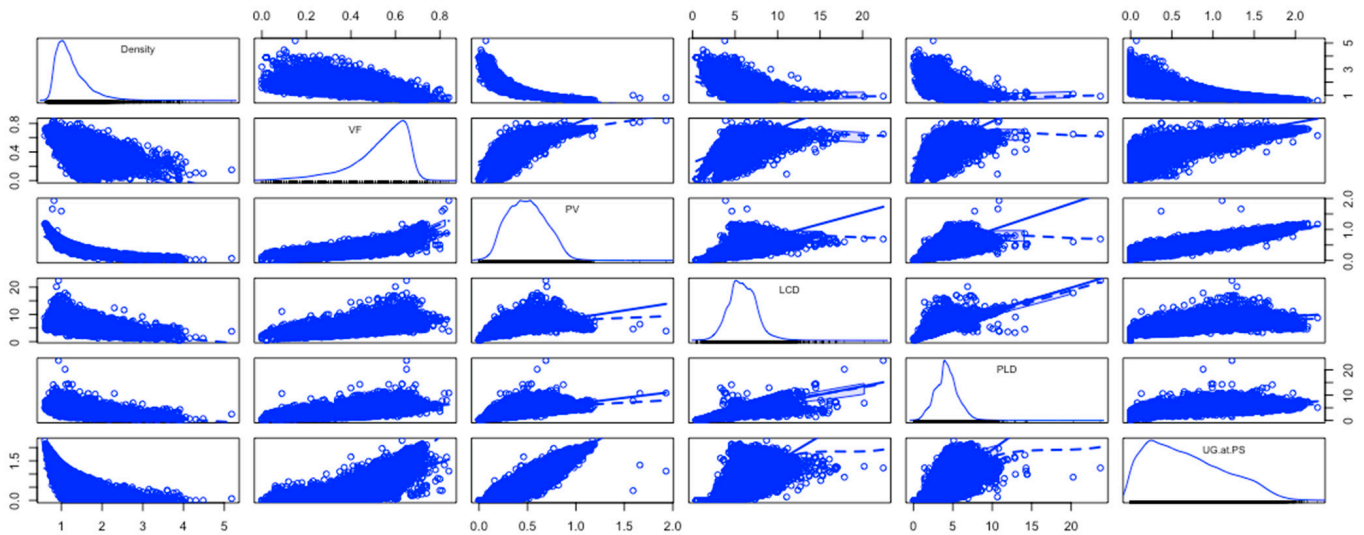 0.0 0.2 0.4 0.6 0.8 0 5 10 15 20 0.0 0.5 1.0 1.5 2.0
Density 5 3 1
0.8 0.4 0.0 VF
PV 2.0 1.0 0.0
20 10 0 LCD
PLD 20 10 0
1.5 0.0 UG.at.PS
1 2 3 4 5 0.0 0.5 1.0 1.5 2.0 0 5 10 15 20